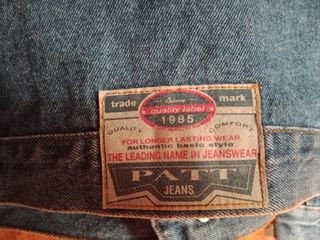 Since
trade mark
quality label
1985
QUALITY COMFORT
FOR LONGER LASTING WEAR
authentic basic style
THE LEADING NAME IN JEANSWEAR
PATT
JEANS